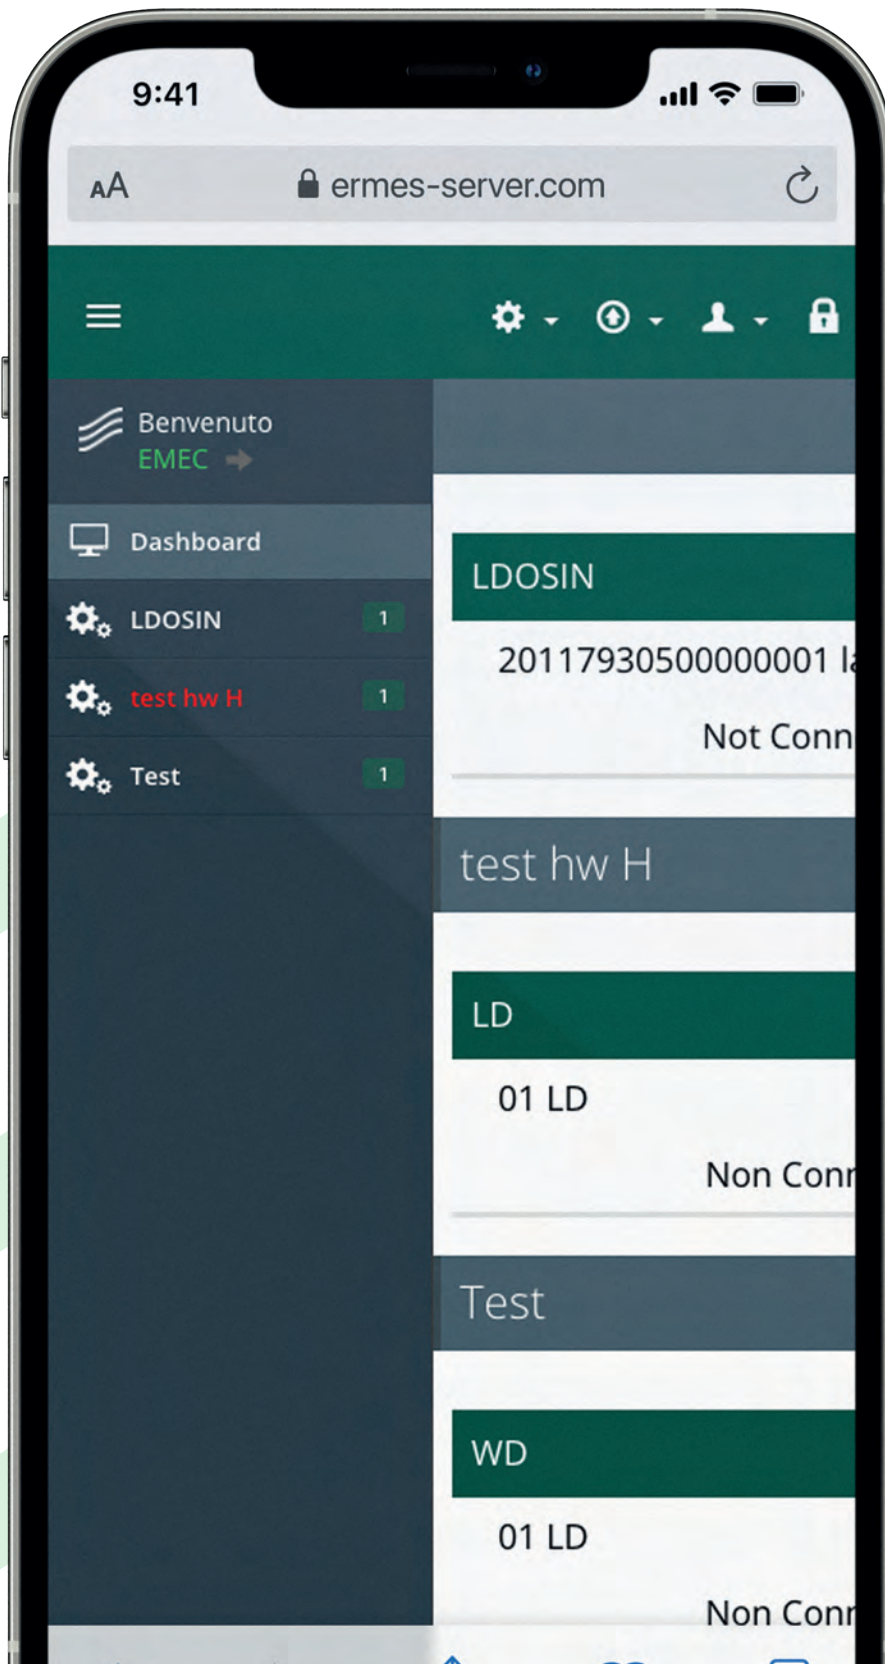 9:41
AA
ermes-server.com
Benvenuto
EMEC
Dashboard
LDOSIN 1
test hw H 1
Test 1
LDOSIN
20117930500000001
Not Conn
test hw H
LD
01 LD
Non Conn
Test
WD
01 LD
Non Conn